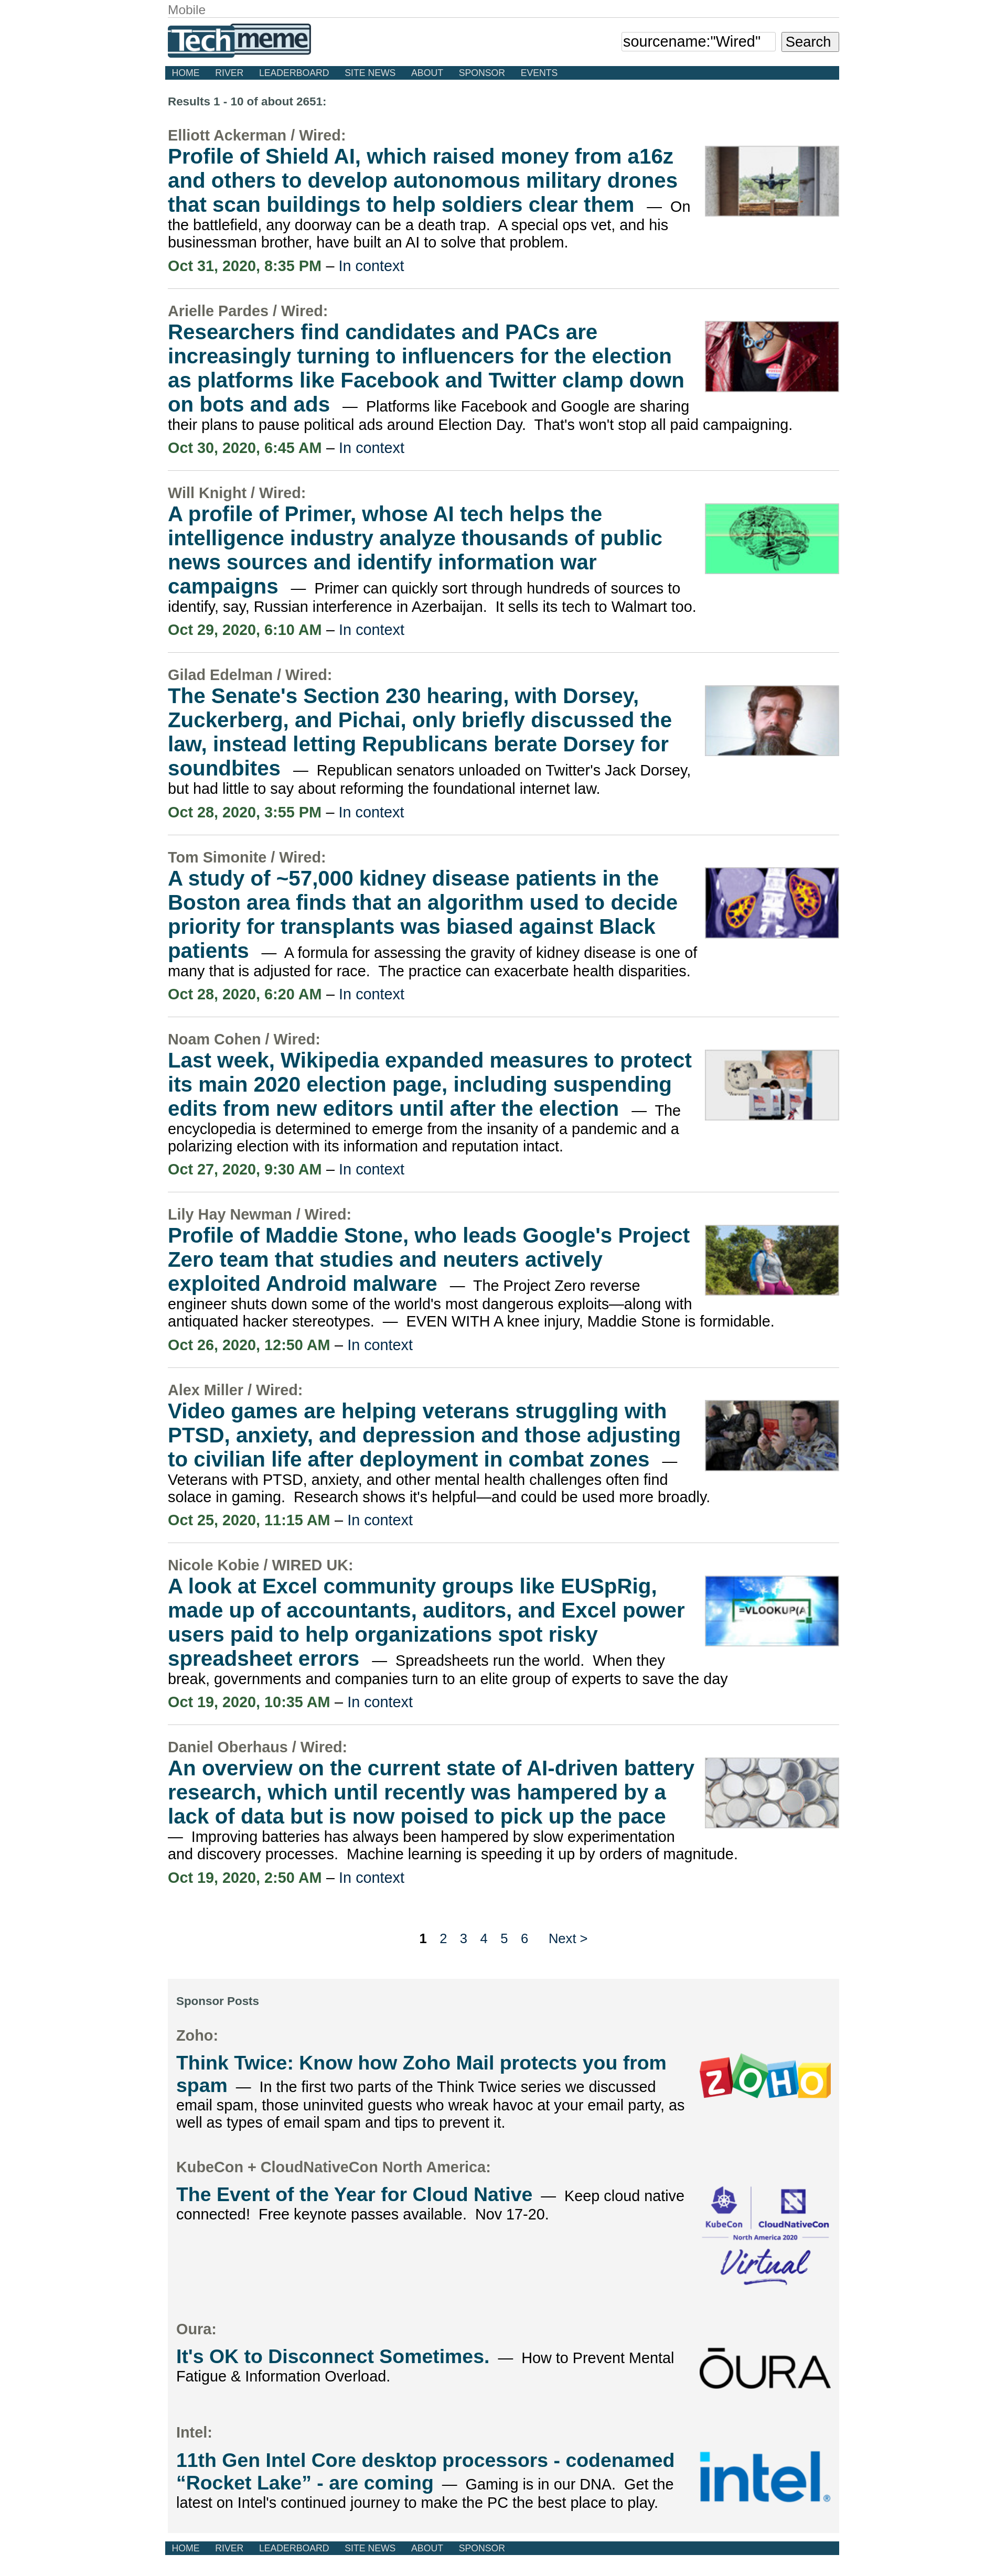 Mobile
Techmeme
sourcename:"Wired" Search
HOME RIVER LEADERBOARD SITE NEWS ABOUT SPONSOR EVENTS
Results 1 - 10 of about 2651:
Elliott Ackerman / Wired:
Profile of Shield AI, which raised money from a16z
and others to develop autonomous military drones
that scan buildings to help soldiers clear them — On
the battlefield, any doorway can be a death trap. A special ops vet, and his
businessman brother, have built an AI to solve that problem.
Oct 31, 2020, 8:35 PM – In context
Arielle Pardes / Wired:
Researchers find candidates and PACs are
increasingly turning to influencers for the election
as platforms like Facebook and Twitter clamp down
on bots and ads — Platforms like Facebook and Google are sharing
their plans to pause political ads around Election Day. That's won't stop all paid campaigning.
Oct 30, 2020, 6:45 AM – In context
Will Knight / Wired:
A profile of Primer, whose AI tech helps the
intelligence industry analyze thousands of public
news sources and identify information war
campaigns — Primer can quickly sort through hundreds of sources to
identify, say, Russian interference in Azerbaijan. It sells its tech to Walmart too.
Oct 29, 2020, 6:10 AM – In context
Gilad Edelman / Wired:
The Senate's Section 230 hearing, with Dorsey,
Zuckerberg, and Pichai, only briefly discussed the
law, instead letting Republicans berate Dorsey for
soundbites — Republican senators unloaded on Twitter's Jack Dorsey,
but had little to say about reforming the foundational internet law.
Oct 28, 2020, 3:55 PM – In context
Tom Simonite / Wired:
A study of ~57,000 kidney disease patients in the
Boston area finds that an algorithm used to decide
priority for transplants was biased against Black
patients — A formula for assessing the gravity of kidney disease is one of
many that is adjusted for race. The practice can exacerbate health disparities.
Oct 28, 2020, 6:20 AM – In context
Noam Cohen / Wired:
Last week, Wikipedia expanded measures to protect
its main 2020 election page, including suspending
edits from new editors until after the election — The
encyclopedia is determined to emerge from the insanity of a pandemic and a
polarizing election with its information and reputation intact.
Oct 27, 2020, 9:30 AM – In context
Lily Hay Newman / Wired:
Profile of Maddie Stone, who leads Google's Project
Zero team that studies and neuters actively
exploited Android malware — The Project Zero reverse
engineer shuts down some of the world's most dangerous exploits—along with
antiquated hacker stereotypes. — EVEN WITH A knee injury, Maddie Stone is formidable.
Oct 26, 2020, 12:50 AM – In context
Alex Miller / Wired:
Video games are helping veterans struggling with
PTSD, anxiety, and depression and those adjusting
to civilian life after deployment in combat zones —
Veterans with PTSD, anxiety, and other mental health challenges often find
solace in gaming. Research shows it's helpful—and could be used more broadly.
Oct 25, 2020, 11:15 AM – In context
Nicole Kobie / WIRED UK:
A look at Excel community groups like EUSpRig,
made up of accountants, auditors, and Excel power
users paid to help organizations spot risky
spreadsheet errors — Spreadsheets run the world. When they
break, governments and companies turn to an elite group of experts to save the day
=VLOOKUP(A
Oct 19, 2020, 10:35 AM – In context
Daniel Oberhaus / Wired:
An overview on the current state of AI-driven battery
research, which until recently was hampered by a
lack of data but is now poised to pick up the pace
— Improving batteries has always been hampered by slow experimentation
and discovery processes. Machine learning is speeding it up by orders of magnitude.
Oct 19, 2020, 2:50 AM – In context
1 2 3 4 5 6 Next >
Sponsor Posts
Zoho:
Think Twice: Know how Zoho Mail protects you from
spam — In the first two parts of the Think Twice series we discussed
email spam, those uninvited guests who wreak havoc at your email party, as
well as types of email spam and tips to prevent it.
ZOHO
KubeCon + CloudNativeCon North America:
The Event of the Year for Cloud Native — Keep cloud native
connected! Free keynote passes available. Nov 17-20.
KubeCon CloudNativeCon
North America 2020
Virtual
Oura:
It's OK to Disconnect Sometimes. — How to Prevent Mental
Fatigue & Information Overload.
ŌURA
Intel:
11th Gen Intel Core desktop processors - codenamed
“Rocket Lake” - are coming — Gaming is in our DNA. Get the
latest on Intel's continued journey to make the PC the best place to play.
intel®
HOME RIVER LEADERBOARD SITE NEWS ABOUT SPONSOR